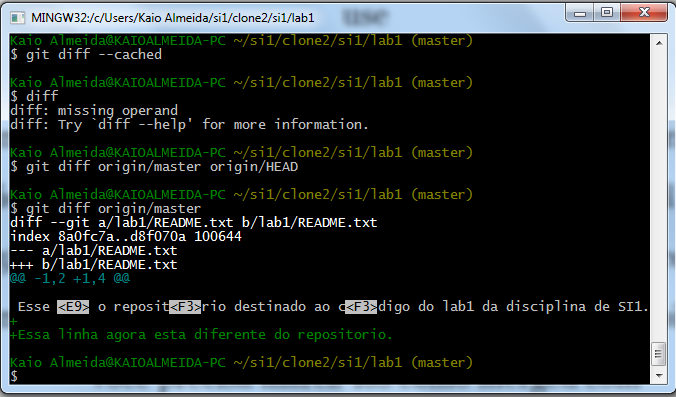 use
MINGW32:/c/Users/Kaio Almeida/si1/clone2/si1/lab1
Kaio Almeida@KAIOALMEIDA-PC ~/si1/clone2/si1/lab1 (master)
$ git diff --cached
Kaio Almeida@KAIOALMEIDA-PC ~/si1/clone2/si1/lab1 (master)
$ diff
diff: missing operand
diff: Try `diff --help' for more information.
Kaio Almeida@KAIOALMEIDA-PC ~/si1/clone2/si1/lab1 (master)
$ git diff origin/master origin/HEAD
Kaio Almeida@KAIOALMEIDA-PC ~/si1/clone2/si1/lab1 (master)
$ git diff origin/master
diff --git a/lab1/README.txt b/lab1/README.txt
index 8a0fc7a..d8f070a 100644
--- a/lab1/README.txt
+++ b/lab1/README.txt
@@ -1,2 +1,4 @@
Esse <E9> o reposit<F3>rio destinado ao c<F3>digo do lab1 da disciplina de SI1.
+
+Essa linha agora esta diferente do repositorio.
Kaio Almeida@KAIOALMEIDA-PC ~/si1/clone2/si1/lab1 (master)
$